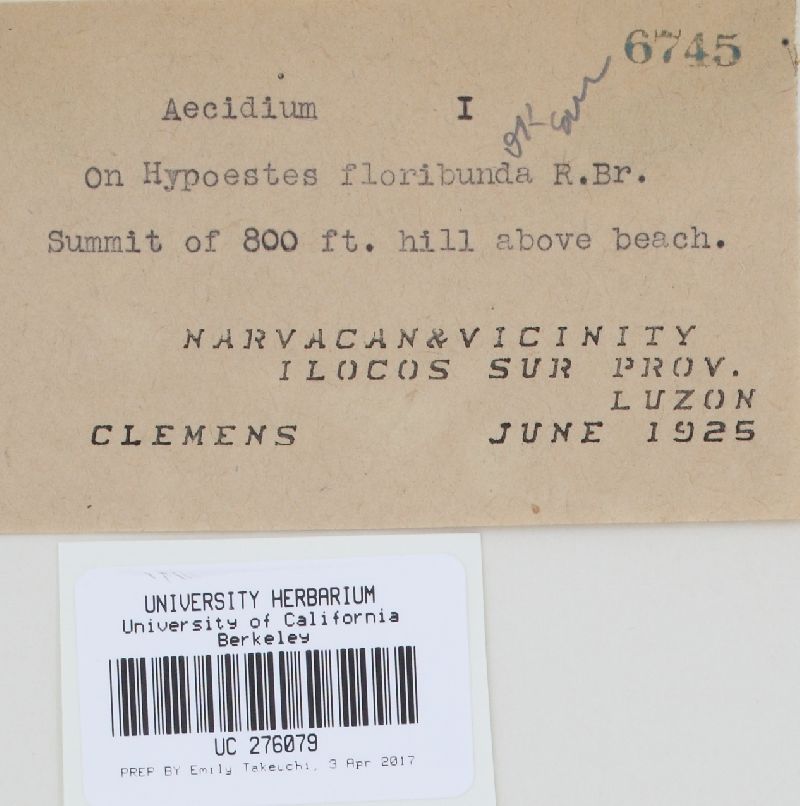 6745
Aecidium I
OK
On Hypoestes floribunda R.Br.
Summit of 800 ft. hill above beach.
NARVACAN&VICINITY
ILOCOS SUR PROV.
LUZON
CLEMENS JUNE 1925
UNIVERSITY HERBARIUM
University of California
Berkeley
UC 276079
PREP BY Emily Takeuchi, 3 Apr 2017